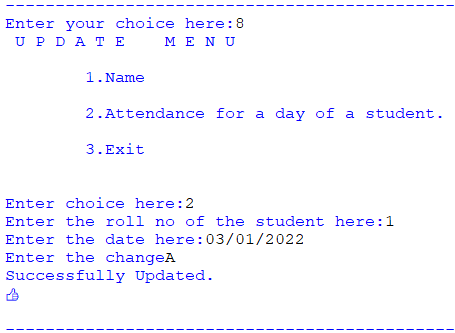 ----------------------------------------------
Enter your choice here:8
U P D A T E   M E N U
1.Name
2.Attendance for a day of a student.
3.Exit
Enter choice here:2
Enter the roll no of the student here:1
Enter the date here:03/01/2022
Enter the changeA
Successfully Updated.
👍
----------------------------------------------